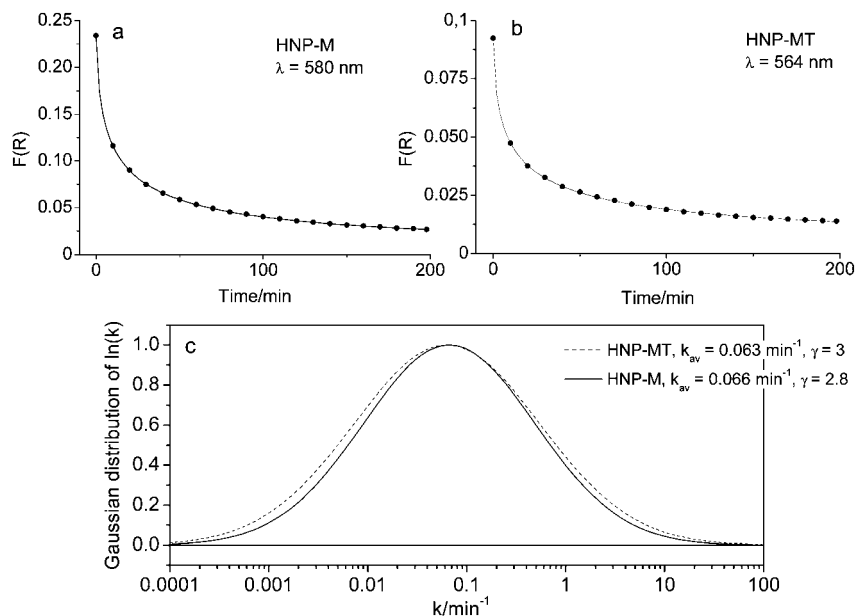 a
HNP-M
λ = 580 nm
F(R)
0.25
0.20
0.15
0.10
0.05
0
0
100
200
Time/min
b
HNP-MT
λ = 564 nm
F(R)
0,1
0.075
0.050
0.025
0
0
100
200
Time/min
c
HNP-MT, kav = 0.063 min-1, γ = 3
HNP-M, kav = 0.066 min-1, γ = 2.8
Gaussian distribution of ln(k)
1.0
0.8
0.6
0.4
0.2
0.0
0.0001
0.001
0.01
0.1
1
10
100
k/min-1